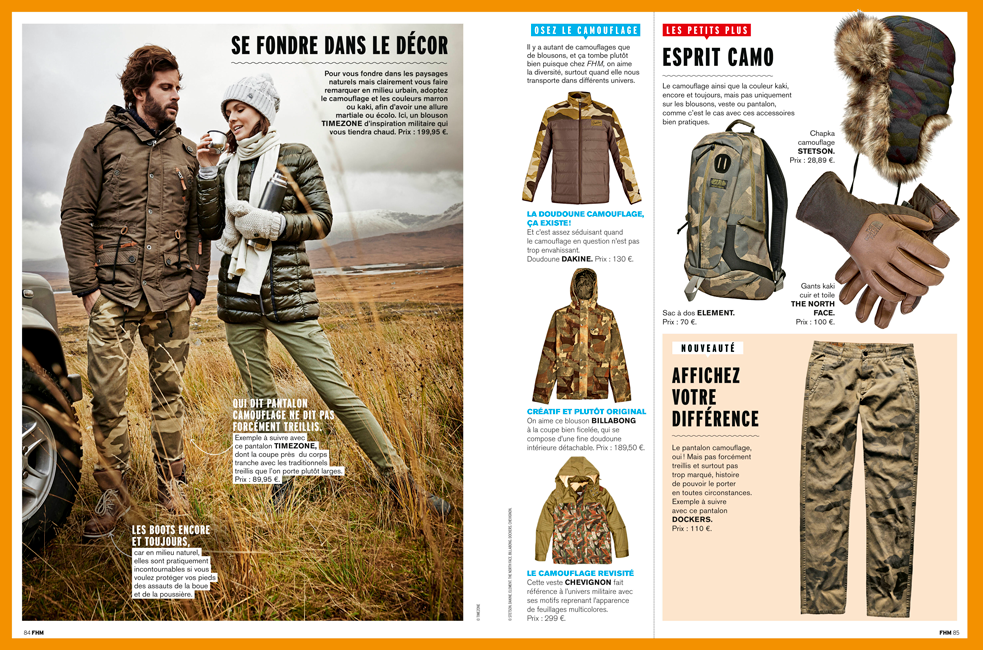 SE FONDRE DANS LE DÉCOR
Pour vous fondre dans les paysages
naturels mais clairement vous faire
remarquer en milieu urbain, adoptez
le camouflage et les couleurs marron
ou kaki, afin d'avoir une allure
martiale ou écolo. Ici, un blouson
TIMEZONE d'inspiration militaire qui
vous tiendra chaud. Prix : 199,95 €.
QUI DIT PANTALON
CAMOUFLAGE NE DIT PAS
FORCÉMENT TREILLIS.
Exemple à suivre avec
ce pantalon TIMEZONE,
dont la coupe près du corps
tranche avec les traditionnels
treillis que l'on porte plutôt larges.
Prix : 89,95 €.
LES BOOTS ENCORE
ET TOUJOURS,
car en milieu naturel,
elles sont pratiquement
incontournables si vous
voulez protéger vos pieds
des assauts de la boue
et de la poussière.
84 FHM
© TIMEZONE
OSEZ LE CAMOUFLAGE
Il y a autant de camouflages que
de blousons, et ça tombe plutôt
bien puisque chez FHM, on aime
la diversité, surtout quand elle nous
transporte dans différents univers.
LA DOUDOUNE CAMOUFLAGE,
ÇA EXISTE!
Et c'est assez séduisant quand
le camouflage en question n'est pas
trop envahissant.
Doudoune DAKINE. Prix : 130 €.
CRÉATIF ET PLUTÔT ORIGINAL
On aime ce blouson BILLABONG
à la coupe bien ficelée, qui se
compose d'une fine doudoune
intérieure détachable. Prix : 189,50 €.
LE CAMOUFLAGE REVISITÉ
Cette veste CHEVIGNON fait
référence à l'univers militaire avec
ses motifs reprenant l'apparence
de feuillages multicolores.
Prix : 299 €.
LES PETITS PLUS
ESPRIT CAMO
Le camouflage ainsi que la couleur kaki,
encore et toujours, mais pas uniquement
sur les blousons, veste ou pantalon,
comme c'est le cas avec ces accessoires
bien pratiques.
Chapka
camouflage
STETSON.
Prix : 28,89 €.
Sac à dos ELEMENT.
Prix : 70 €.
Gants kaki
cuir et toile
THE NORTH
FACE.
Prix : 100 €.
NOUVEAUTÉ
AFFICHEZ
VOTRE
DIFFÉRENCE
Le pantalon camouflage,
oui! Mais pas forcément
treillis et surtout pas
trop marqué, histoire
de pouvoir le porter
en toutes circonstances.
Exemple à suivre
avec ce pantalon
DOCKERS.
Prix : 110 €.
FHM 85